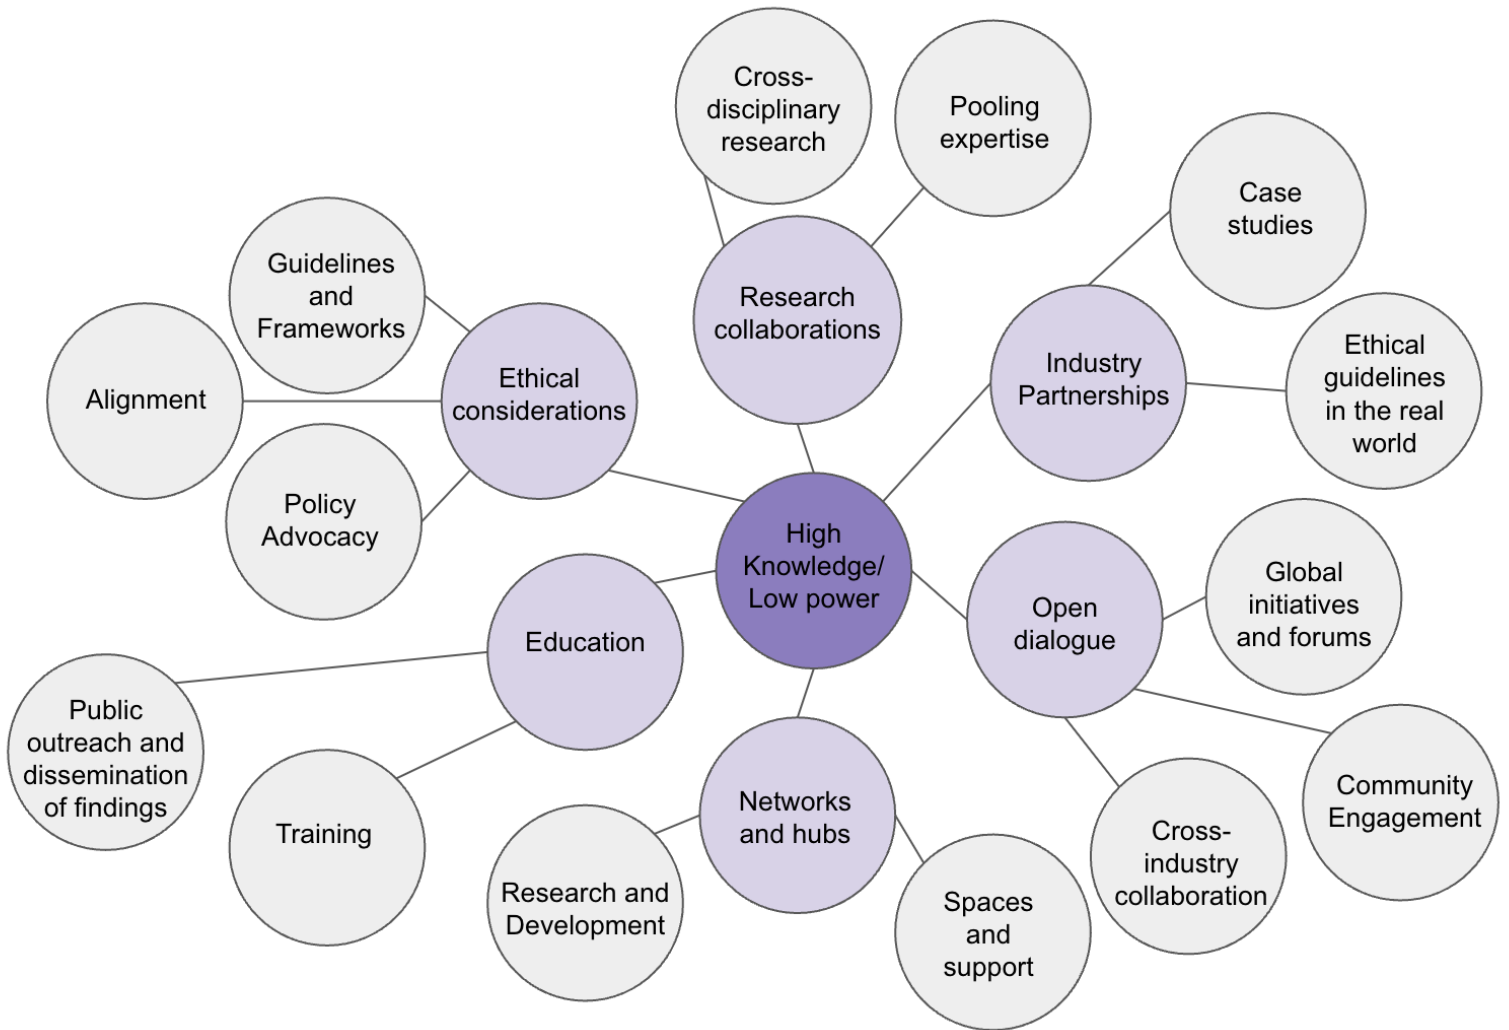 Cross-
disciplinary
research
Pooling
expertise
Case
studies
Guidelines
and
Frameworks
Research
collaborations
Industry
Partnerships
Ethical
guidelines
in the real
world
Alignment
Ethical
considerations
Policy
Advocacy
High
Knowledge/
Low power
Open
dialogue
Global
initiatives
and forums
Education
Public
outreach and
dissemination
of findings
Training
Networks
and hubs
Community
Engagement
Cross-
industry
collaboration
Research and
Development
Spaces
and
support